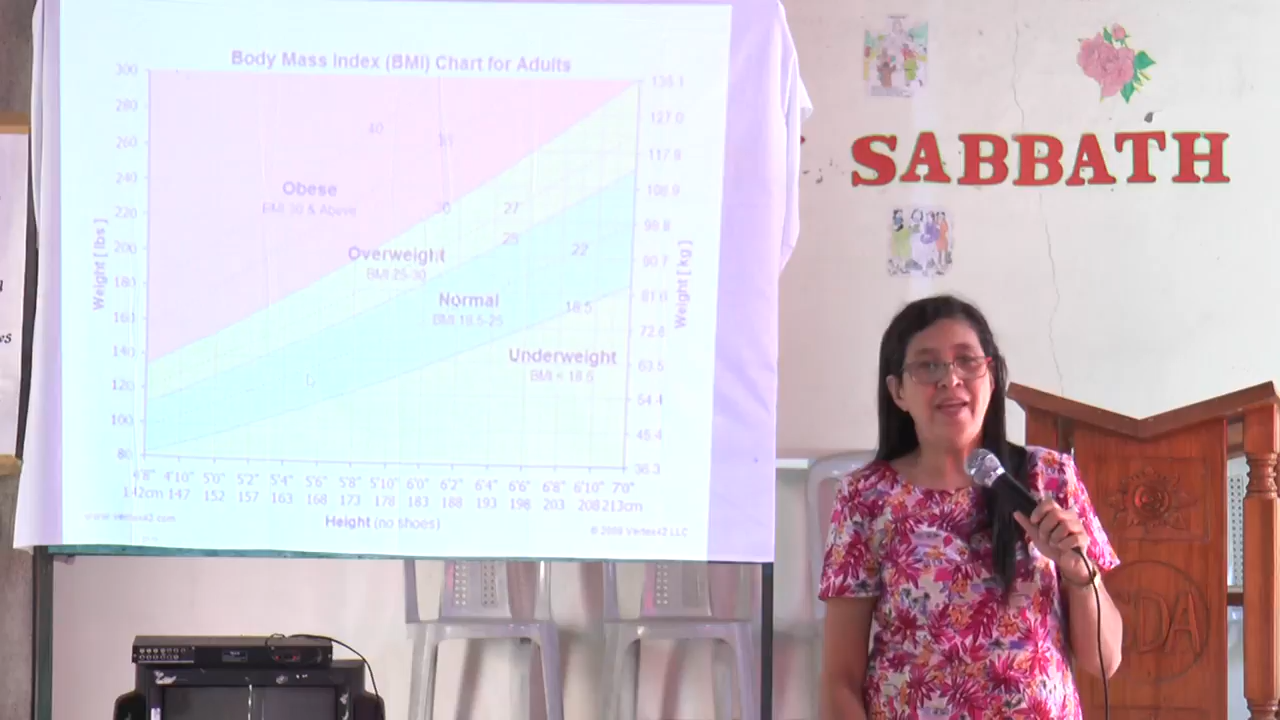 Body Mass Index (BMI) Chart for Adults
300
280
260
240
220
200
180
160
140
120
100
80
Weight [ lbs ]
136.1
127.0
117.9
108.9
99.8
90.7
81.6
72.6
63.5
54.4
45.4
36.3
Weight [ kg ]
40
30
27
25
22
18.5
Obese
BMI 30 & Above
Overweight
BMI 25-30
Normal
BMI 18.5-25
Underweight
BMI < 18.5
4'8" 4'10" 5'0" 5'2" 5'4" 5'6" 5'8" 5'10" 6'0" 6'2" 6'4" 6'6" 6'8" 6'10" 7'0"
142cm 147 152 157 163 168 173 178 183 188 193 198 203 208 213cm
Height (no shoes)
www.vertex42.com
© 2009 Vertex42 LLC
SABBATH
SDA